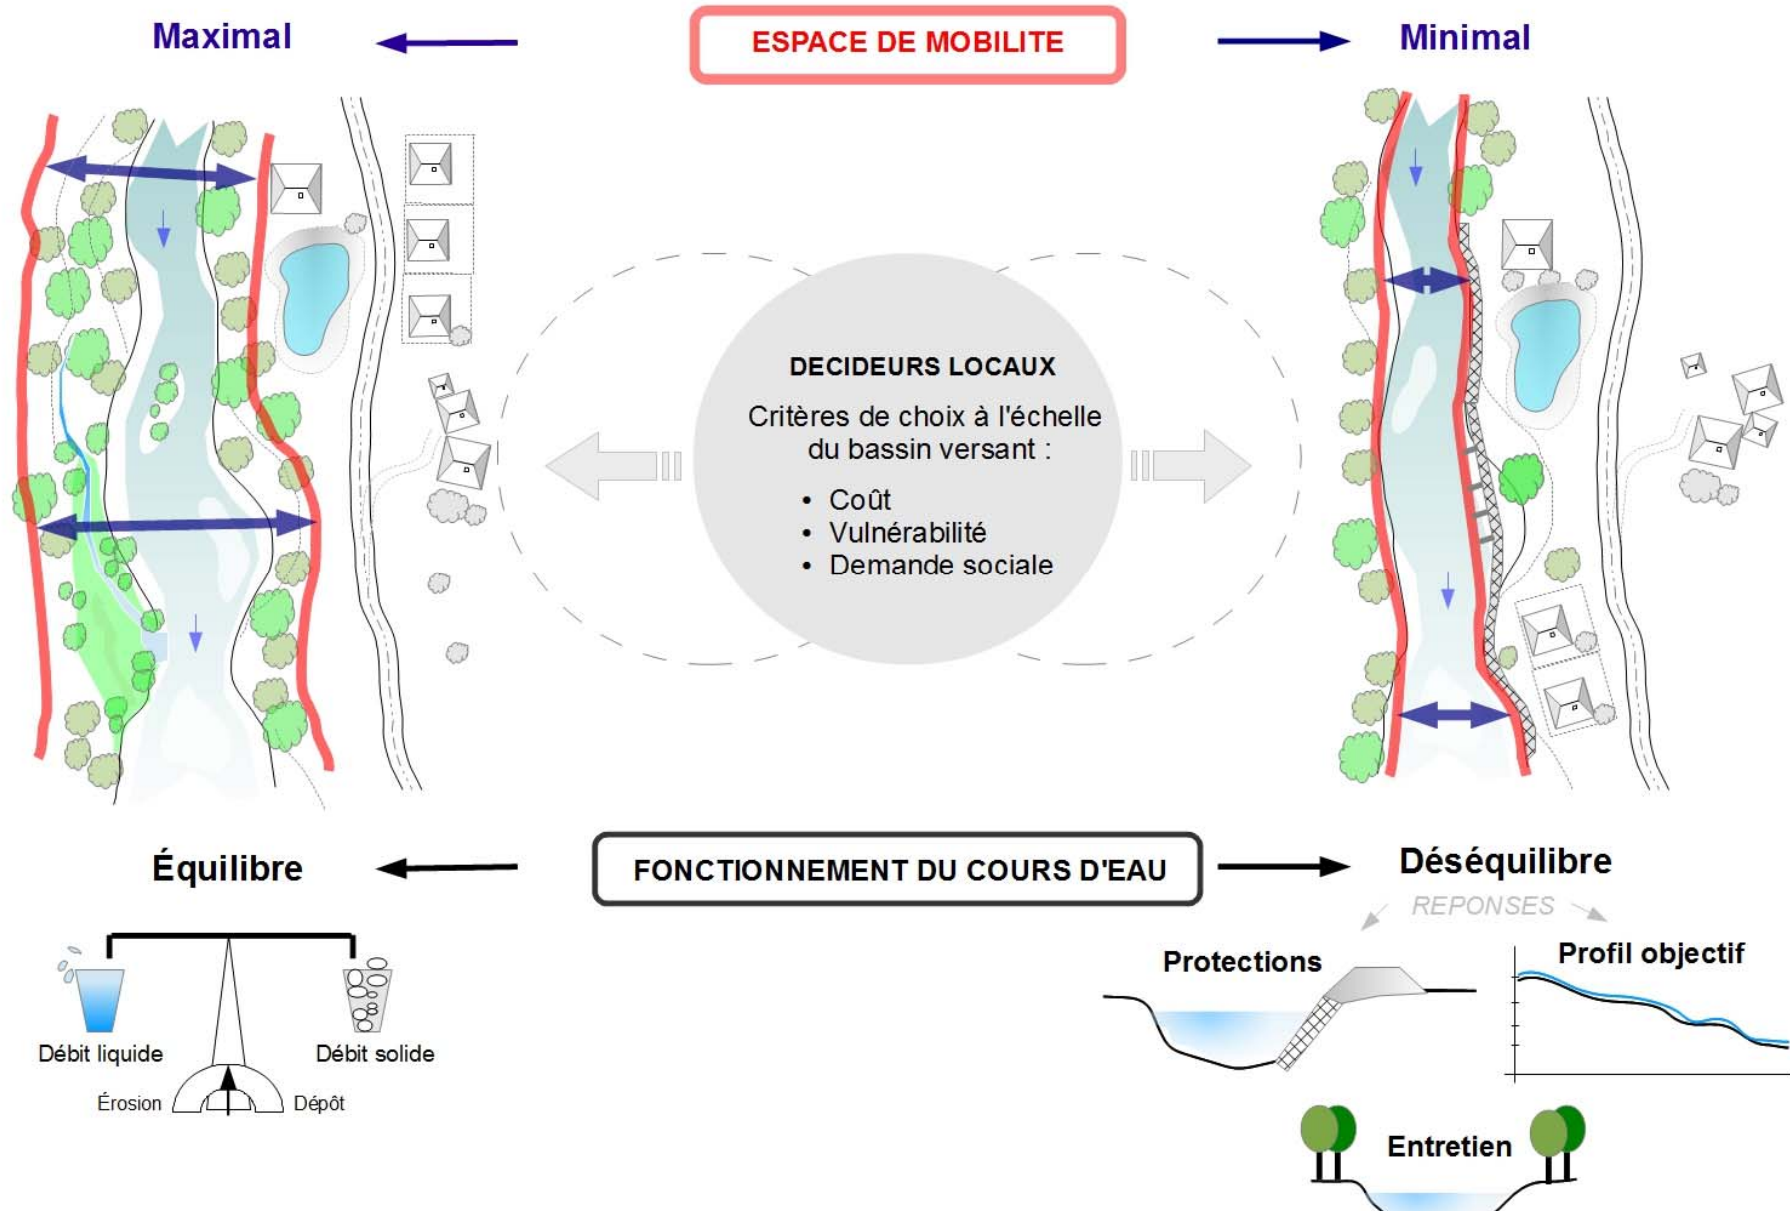 Maximal
ESPACE DE MOBILITE
Minimal
DECIDEURS LOCAUX
Critères de choix à l'échelle
du bassin versant :
• Coût
• Vulnérabilité
• Demande sociale
Équilibre
FONCTIONNEMENT DU COURS D'EAU
Déséquilibre
REPONSES
Débit liquide
Débit solide
Érosion
Dépôt
Protections
Profil objectif
Entretien